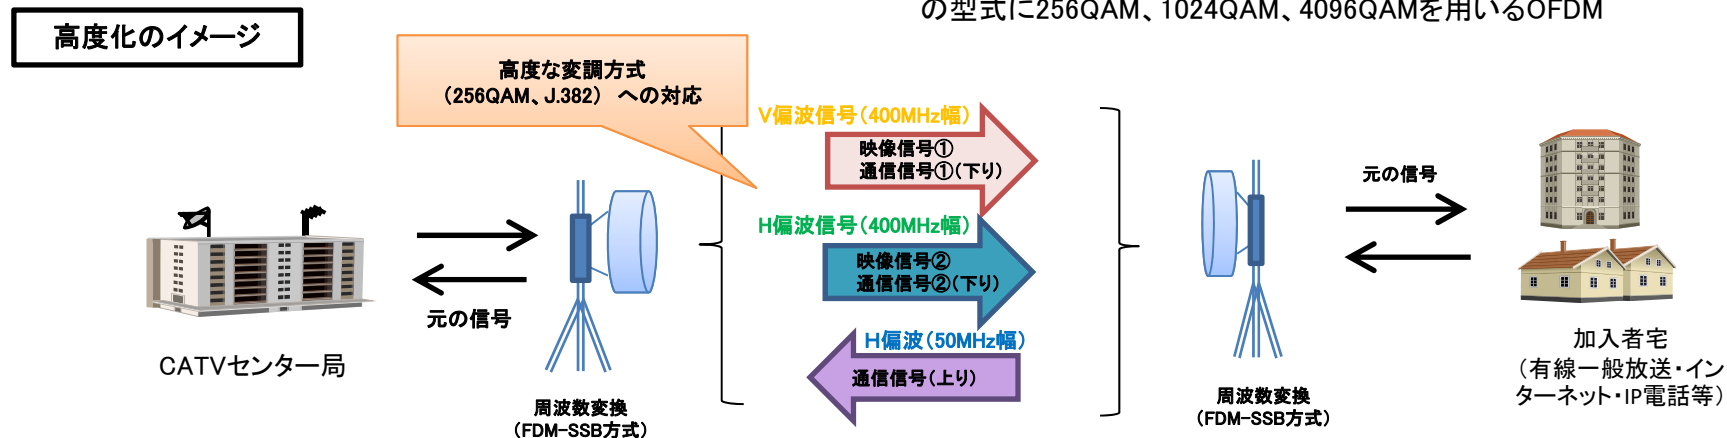 の型式に256QAM、1024QAM、4096QAMを用いるOFDM
高度化のイメージ
高度な変調方式
（256QAM、J.382） への対応
V偏波信号（400MHz幅）
映像信号①
通信信号①（下り）
H偏波信号（400MHz幅）
映像信号②
通信信号②（下り）
H偏波（50MHz幅）
通信信号（上り）
元の信号
CATVセンター局
周波数変換
（FDM-SSB方式）
周波数変換
（FDM-SSB方式）
元の信号
加入者宅
（有線一般放送・イン
ターネット・IP電話等）